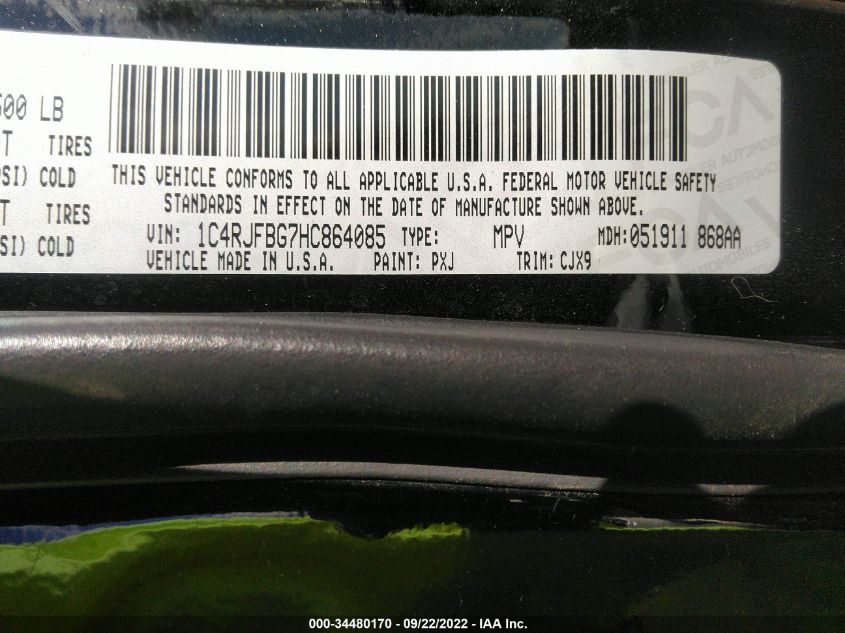 500 LB
T TIRES
THIS VEHICLE CONFORMS TO ALL APPLICABLE U.S.A. FEDERAL MOTOR VEHICLE SAFETY
SI) COLD
STANDARDS IN EFFECT ON THE DATE OF MANUFACTURE SHOWN ABOVE.
T TIRES
VIN: 1C4RJFBG7HC864085 TYPE: MPV MDH:051911 868AA
SI) COLD
VEHICLE MADE IN U.S.A. PAINT: PXJ TRIM: CJX9
000-34480170 - 09/22/2022 - IAA Inc.